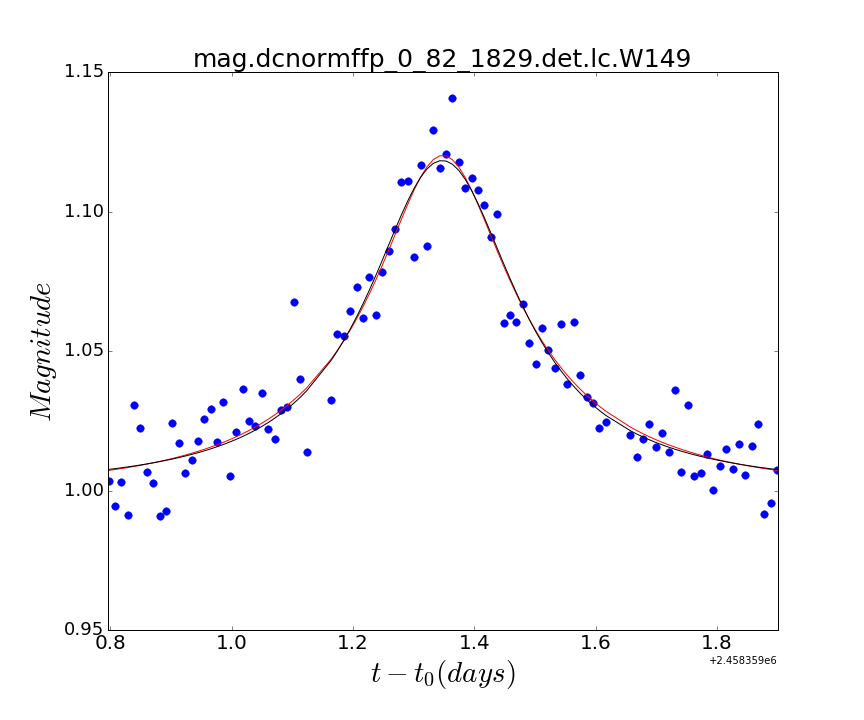 mag.dcnormffp_0_82_1829.det.lc.W149
1.15
1.10
1.05
1.00
0.95
Magnitude
0.8 1.0 1.2 1.4 1.6 1.8
+2.458359e6
t − t₀(days)